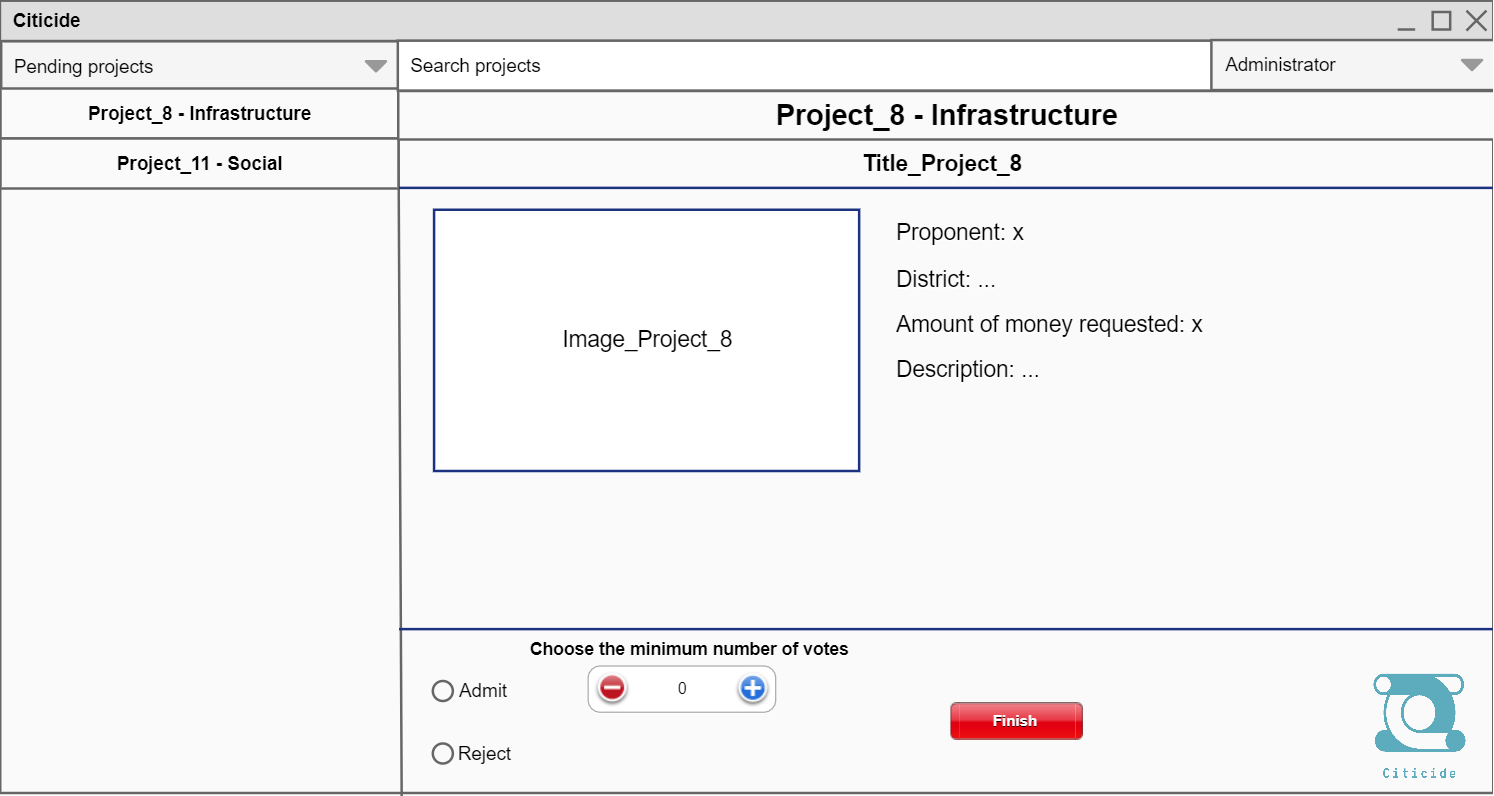 Citicide
Pending projects
Search projects
Administrator
Project_8 - Infrastructure
Project_11 - Social
Project_8 - Infrastructure
Title_Project_8
Image_Project_8
Proponent: x
District: ...
Amount of money requested: x
Description: ...
Choose the minimum number of votes
Admit
0
Reject
Finish
Citicide